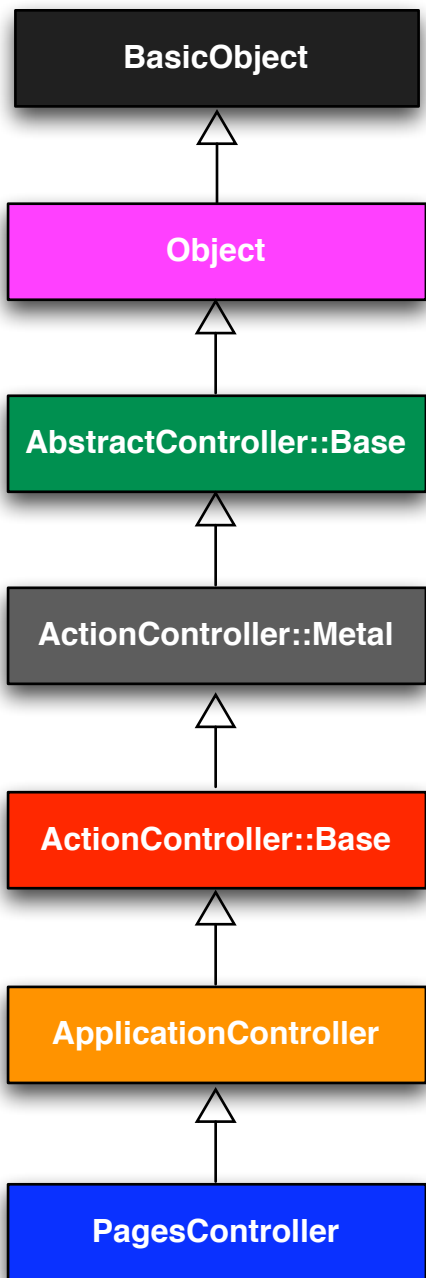 BasicObject
Object
AbstractController::Base
ActionController::Metal
ActionController::Base
ApplicationController
PagesController